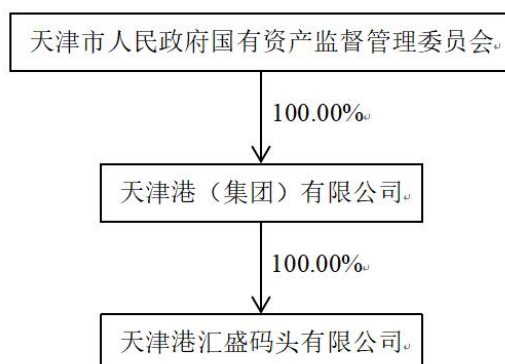 天津市人民政府国有资产监督管理委员会
100.00%
天津港（集团）有限公司
100.00%
天津港汇盛码头有限公司